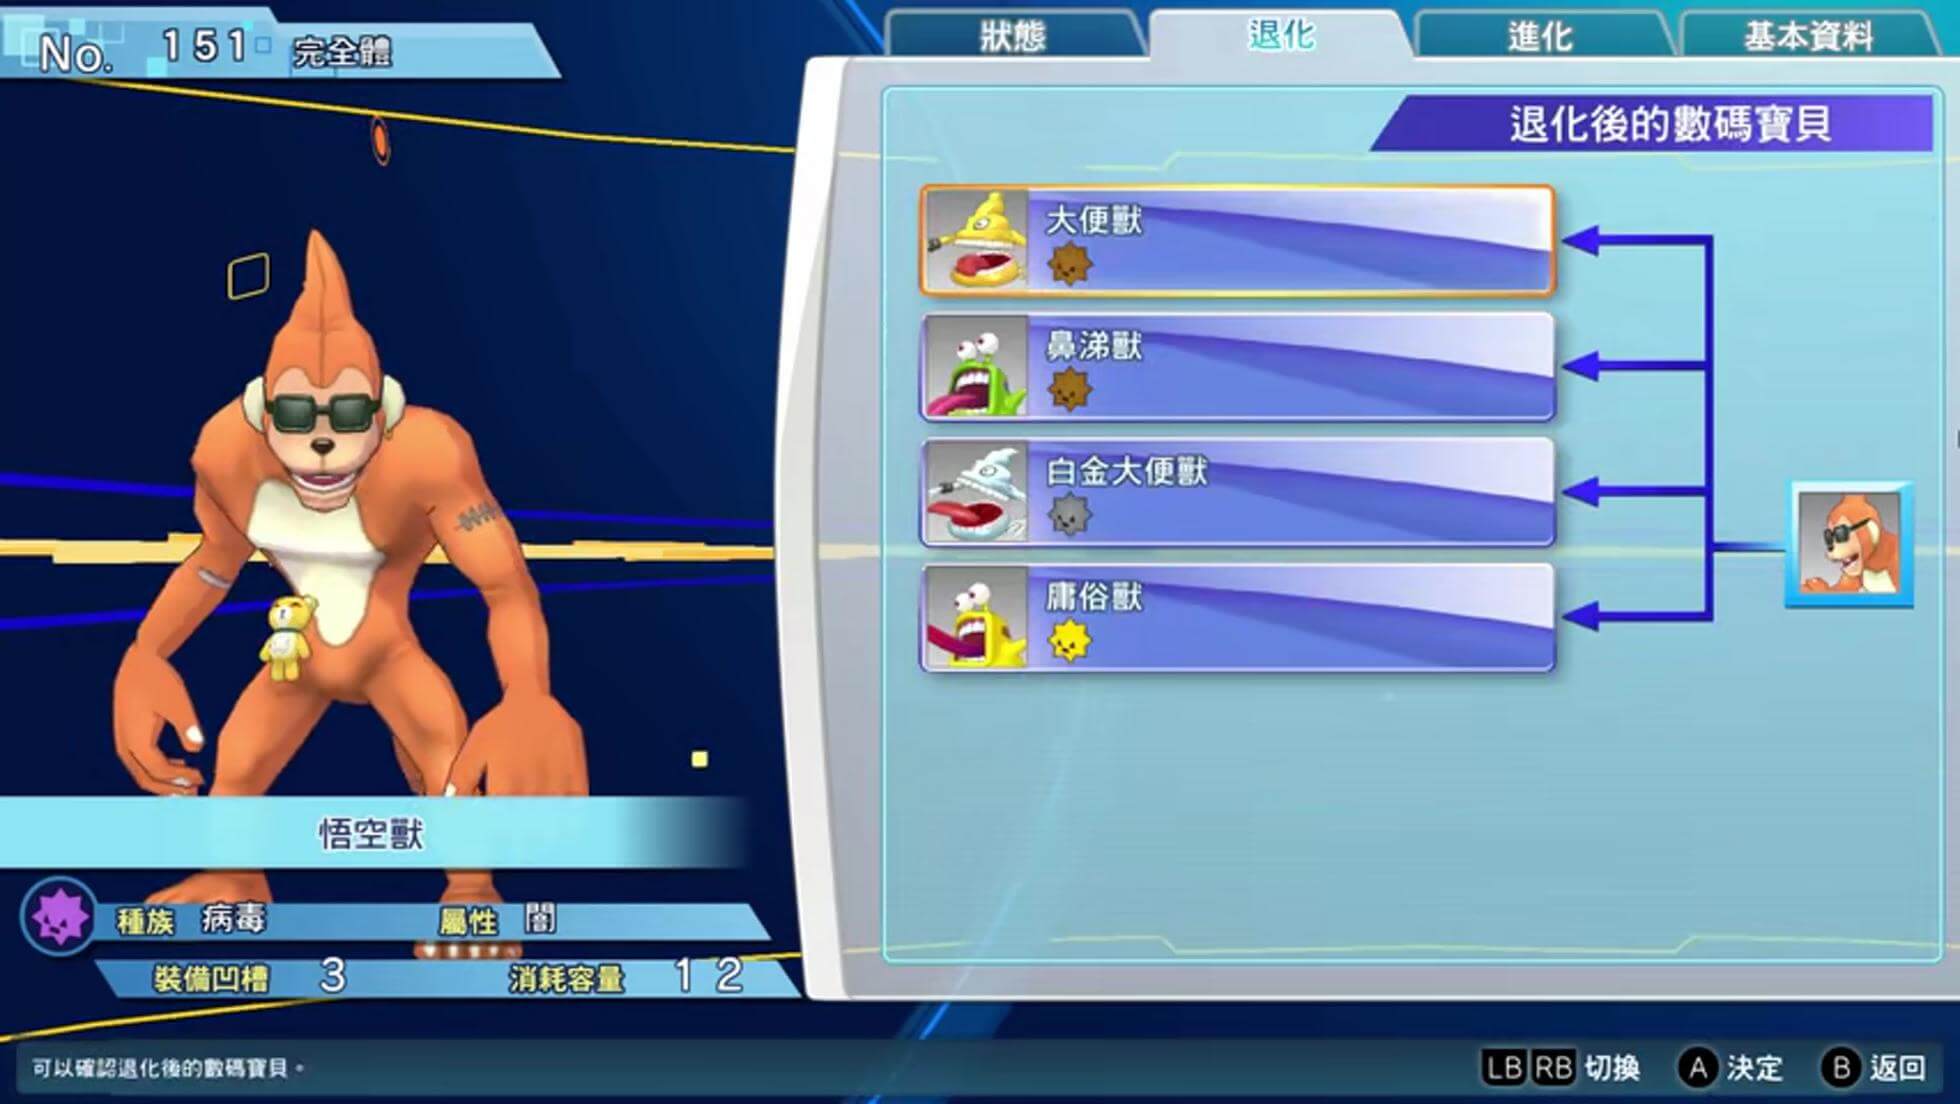 No. 151 完全體
狀態 退化 進化 基本資料
退化後的數碼寶貝
大便獸
鼻涕獸
白金大便獸
庸俗獸
悟空獸
種族 病毒 屬性 闇
裝備凹槽 3 消耗容量 12
可以確認退化後的數碼寶貝。
LB RB 切換 A 決定 B 返回